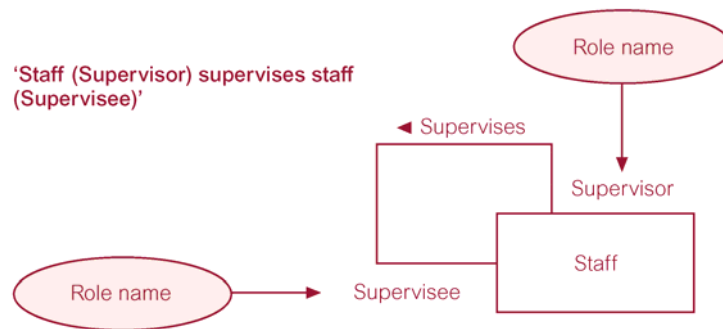 Role name
‘Staff (Supervisor) supervises staff
(Supervisee)’
◄ Supervises
Supervisor
Staff
Role name
Supervisee